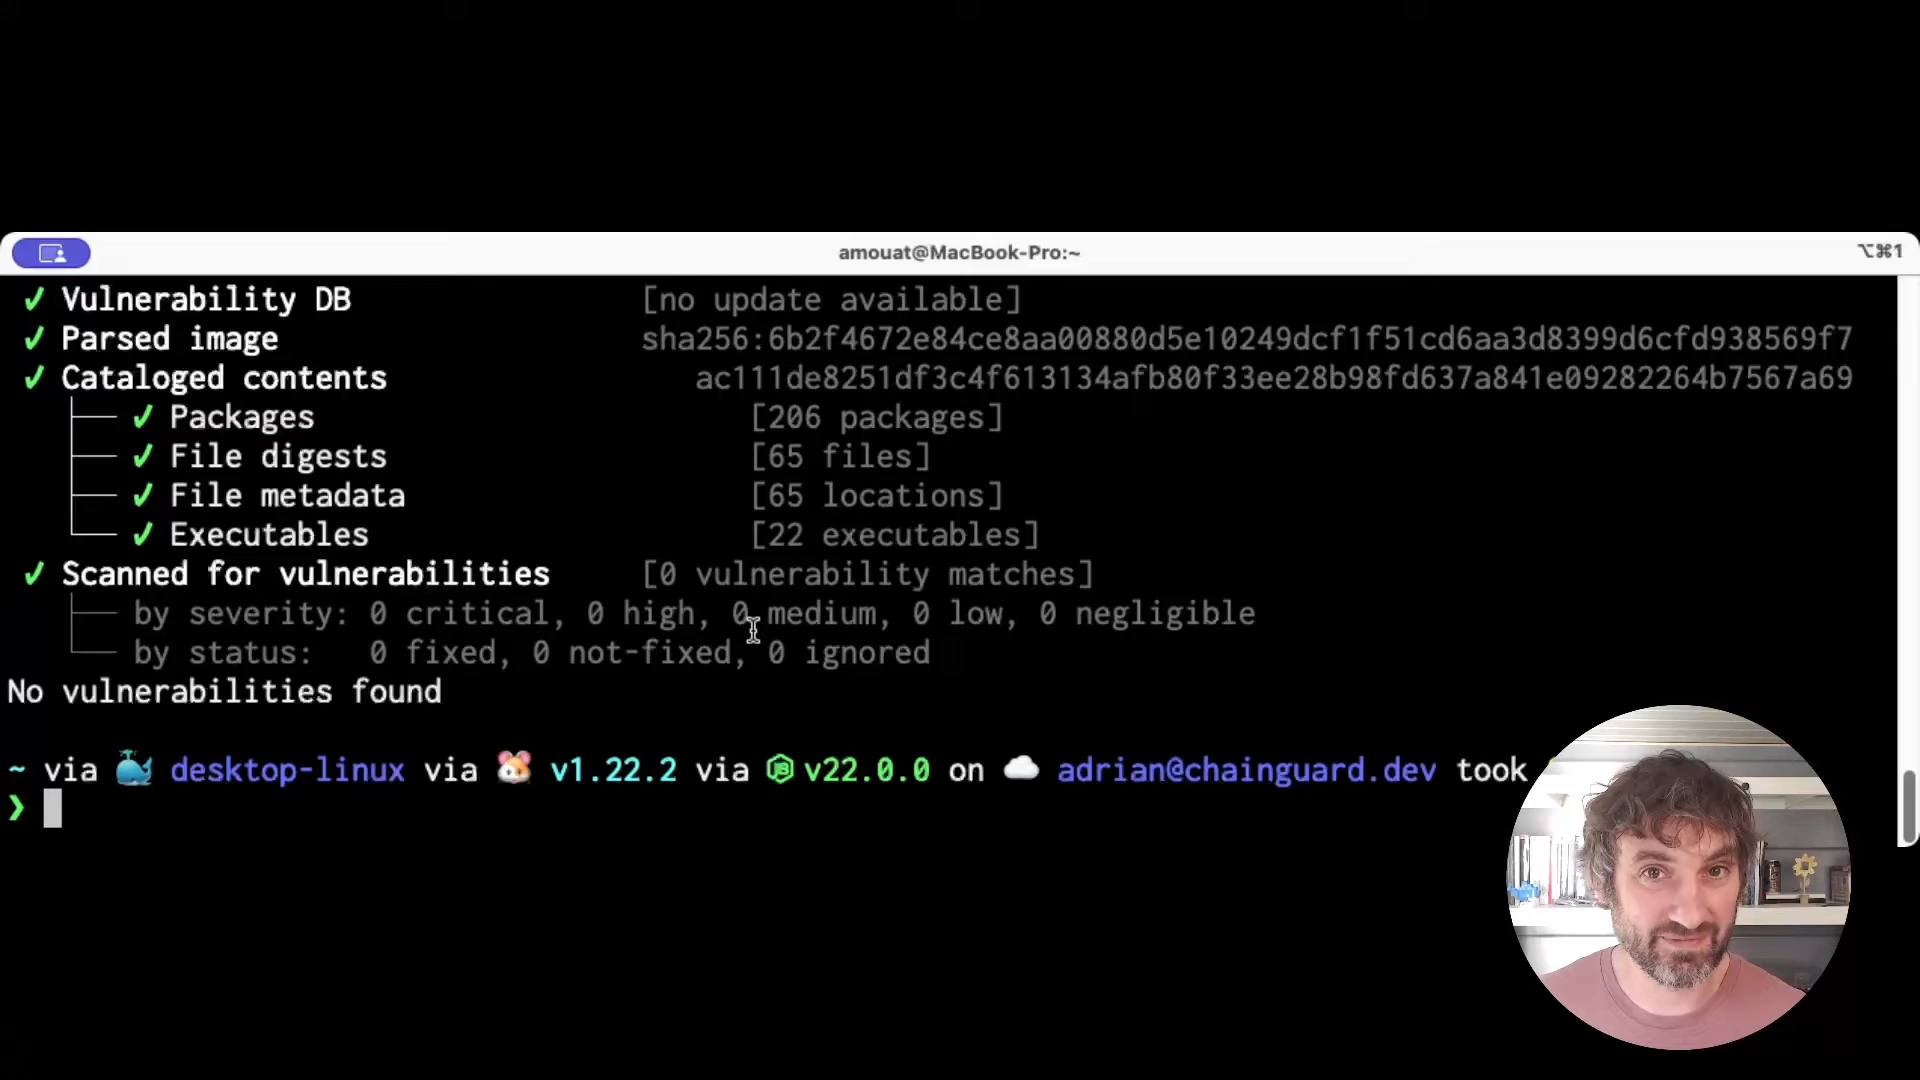 amouat@MacBook-Pro:~ ⌥⌘1
✓ Vulnerability DB [no update available]
✓ Parsed image sha256:6b2f4672e84ce8aa00880d5e10249dcf1f51cd6aa3d8399d6cfd938569f7
✓ Cataloged contents ac111de8251df3c4f613134afb80f33ee28b98fd637a841e09282264b7567a69
├── ✓ Packages [206 packages]
├── ✓ File digests [65 files]
├── ✓ File metadata [65 locations]
└── ✓ Executables [22 executables]
✓ Scanned for vulnerabilities [0 vulnerability matches]
├── by severity: 0 critical, 0 high, 0 medium, 0 low, 0 negligible
└── by status: 0 fixed, 0 not-fixed, 0 ignored
No vulnerabilities found
~ via 🐳 desktop-linux via 🐹 v1.22.2 via v22.0.0 on ☁️ adrian@chainguard.dev took
❯